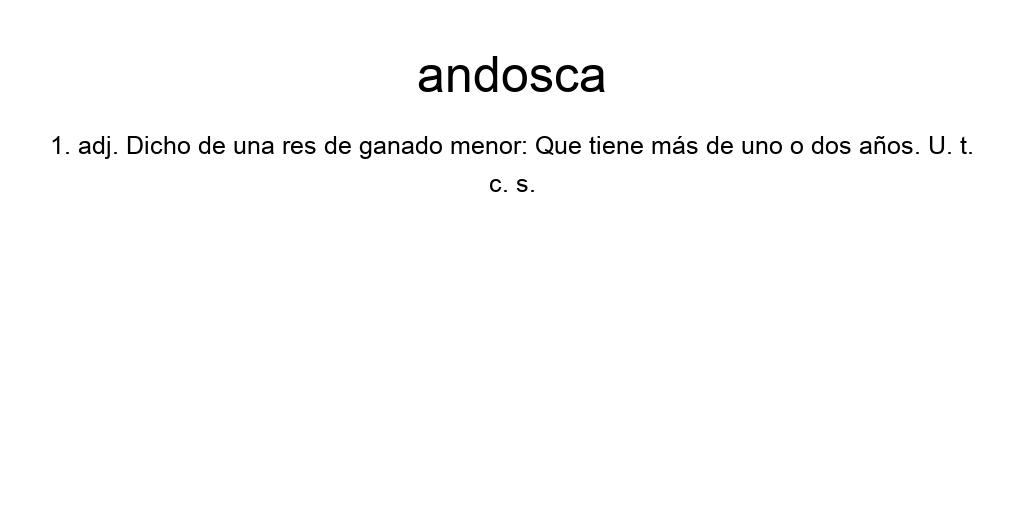 andosca
1. adj. Dicho de una res de ganado menor: Que tiene más de uno o dos años. U. t.
c. s.